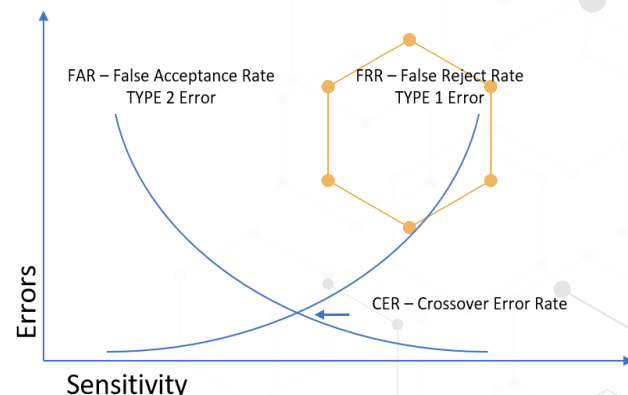 FAR – False Acceptance Rate
TYPE 2 Error
FRR – False Reject Rate
TYPE 1 Error
CER – Crossover Error Rate
Errors
Sensitivity